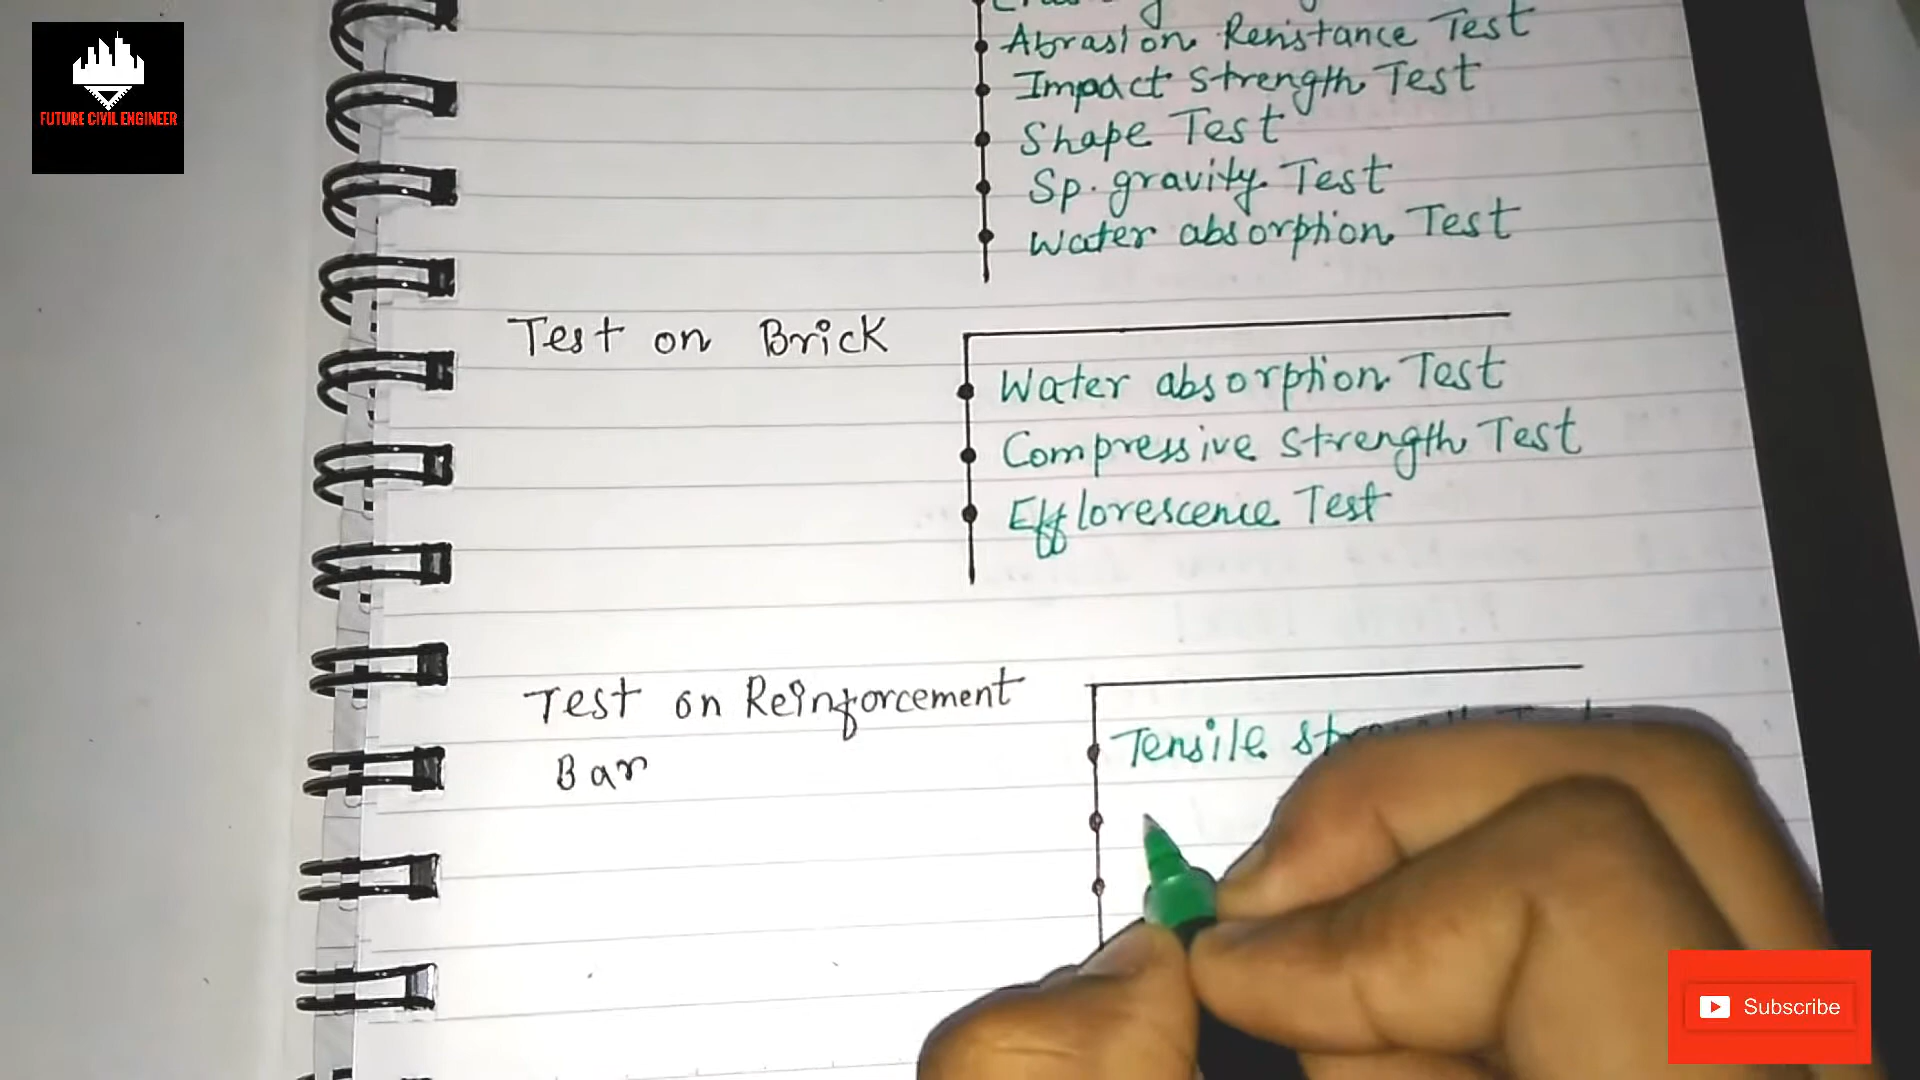 FUTURE CIVIL ENGINEER
Abrasion Resistance Test
Impact Strength Test
Shape Test
Sp. gravity Test
Water absorption Test
Test on Brick
Water absorption Test
Compressive Strength Test
Efflorescence Test
Test on Reinforcement
Bar
Tensile
Subscribe